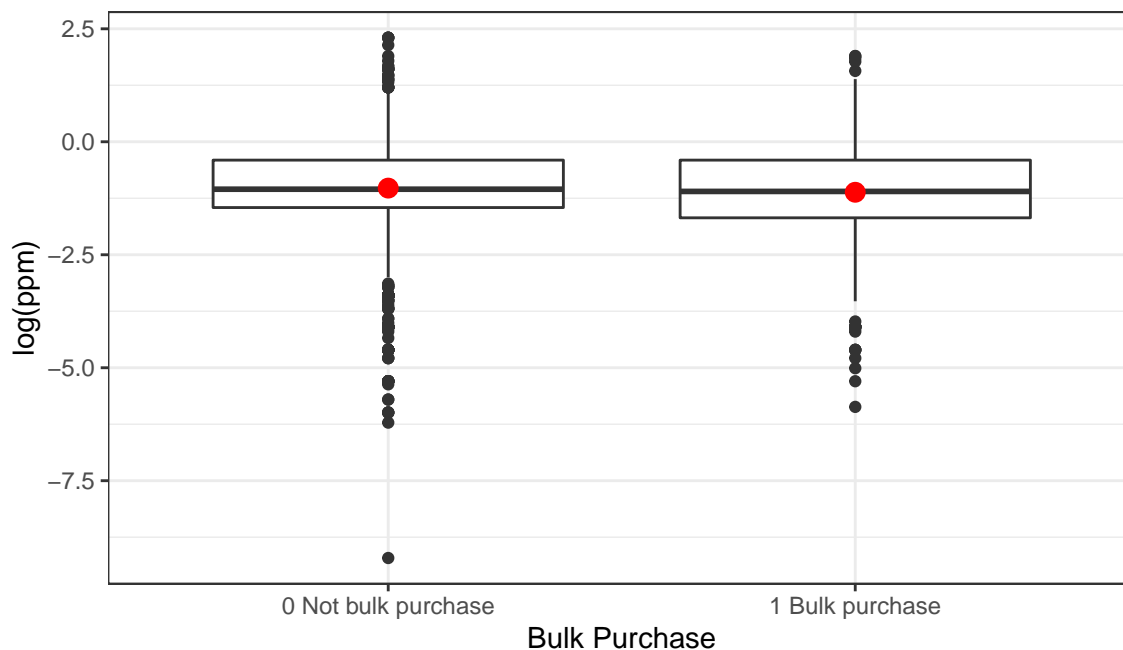 2.5
0.0
−2.5
−5.0
−7.5
log(ppm)
0 Not bulk purchase
1 Bulk purchase
Bulk Purchase